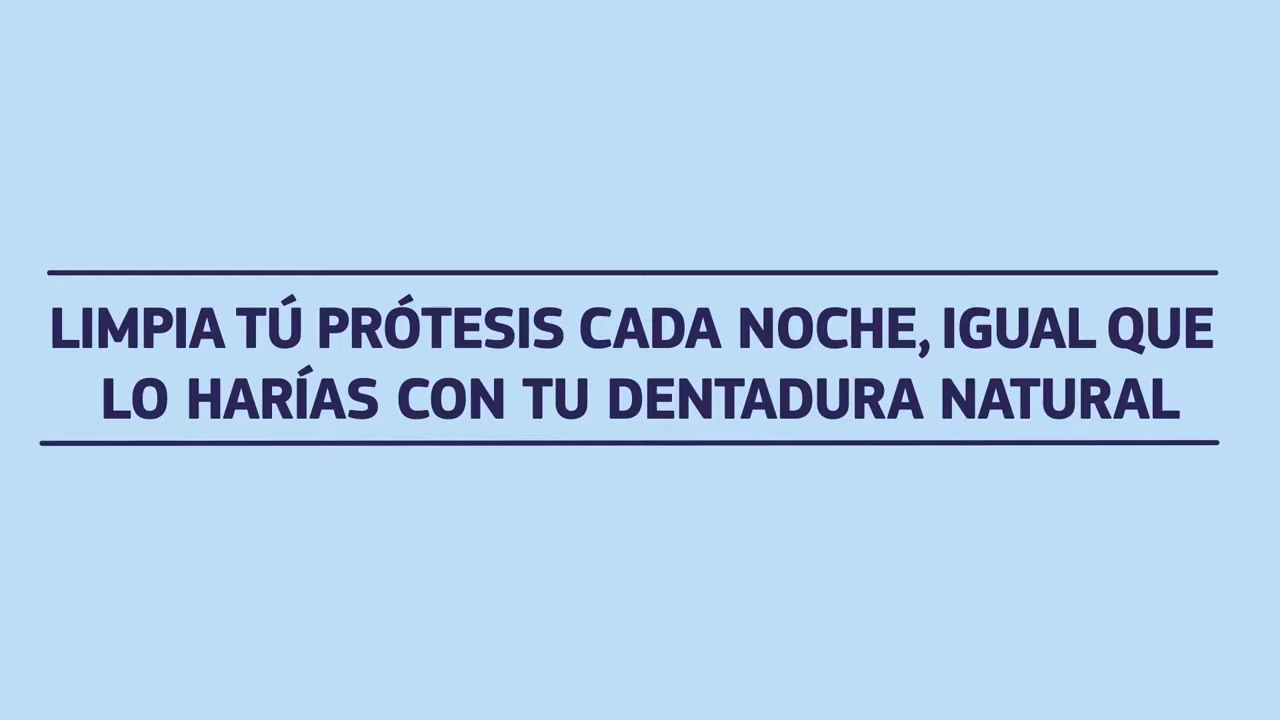 LIMPIA TÚ PRÓTESIS CADA NOCHE, IGUAL QUE
LO HARÍAS CON TU DENTADURA NATURAL